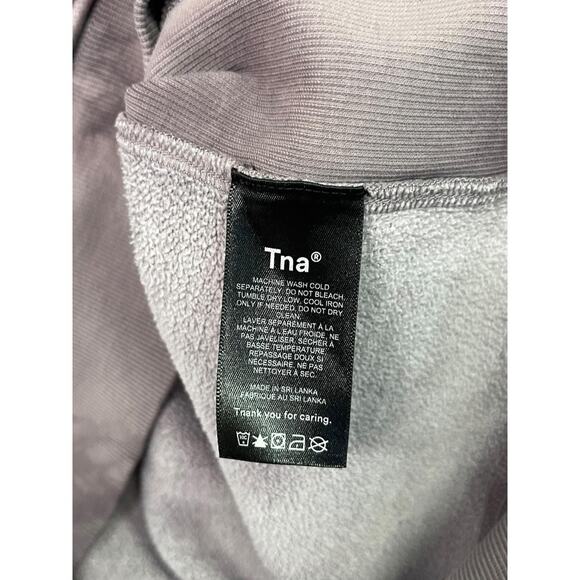 Tna®
MACHINE WASH COLD
SEPARATELY. DO NOT BLEACH.
TUMBLE DRY LOW, COOL IRON
ONLY IF NEEDED, DO NOT DRY
CLEAN.
LAVER SÉPARÉMENT À LA
MACHINE À L'EAU FROIDE, NE
PAS JAVELISER, SÉCHER À
BASSE TEMPÉRATURE,
REPASSAGE DOUX SI
NÉCESSAIRE, NE PAS
NETTOYER À SEC.
MADE IN SRI LANKA
FABRIQUÉ AU SRI LANKA
Thank you for caring.